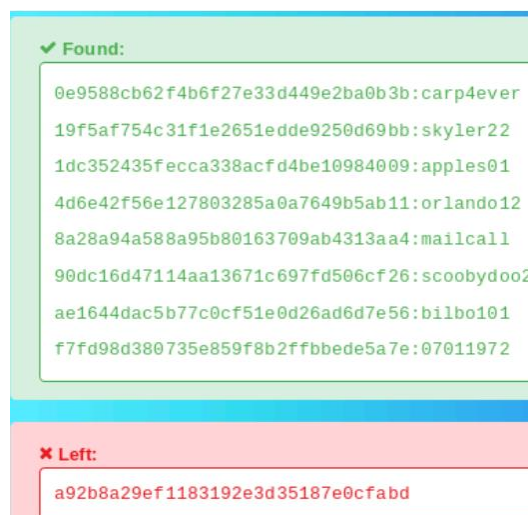 Found:
0e9588cb62f4b6f27e33d449e2ba0b3b:carp4ever
19f5af754c31f1e2651edde9250d69bb:skyler22
1dc352435fecca338acfd4be10984009:apples01
4d6e42f56e127803285a0a7649b5ab11:orlando12
8a28a94a588a95b80163709ab4313aa4:mailcall
90dc16d47114aa13671c697fd506cf26:scoobydoo2
ae1644dac5b77c0cf51e0d26ad6d7e56:bilbo101
f7fd98d380735e859f8b2ffbbede5a7e:07011972
Left:
a92b8a29ef1183192e3d35187e0cfabd